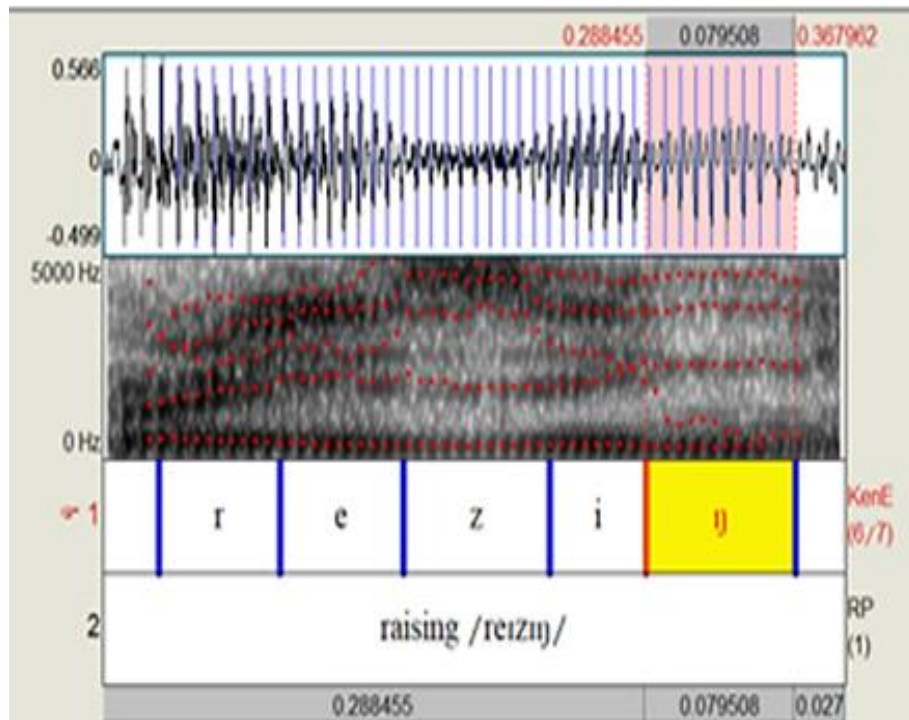 0.288455 0.079508 0.367962
0.566
0
-0.499
5000 Hz
0 Hz
1 r e z i ŋ KenE
(6/7)
2 raising /reɪzɪŋ/ RP
(1)
0.288455 0.079508 0.027